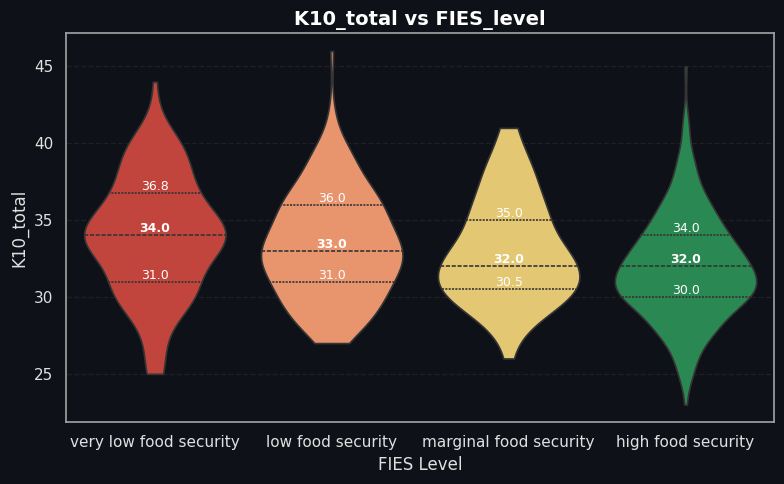 K10_total vs FIES_level
K10_total
45
40
35
30
25
36.8
34.0
31.0
36.0
33.0
31.0
35.0
32.0
30.5
34.0
32.0
30.0
very low food security
low food security
marginal food security
high food security
FIES Level